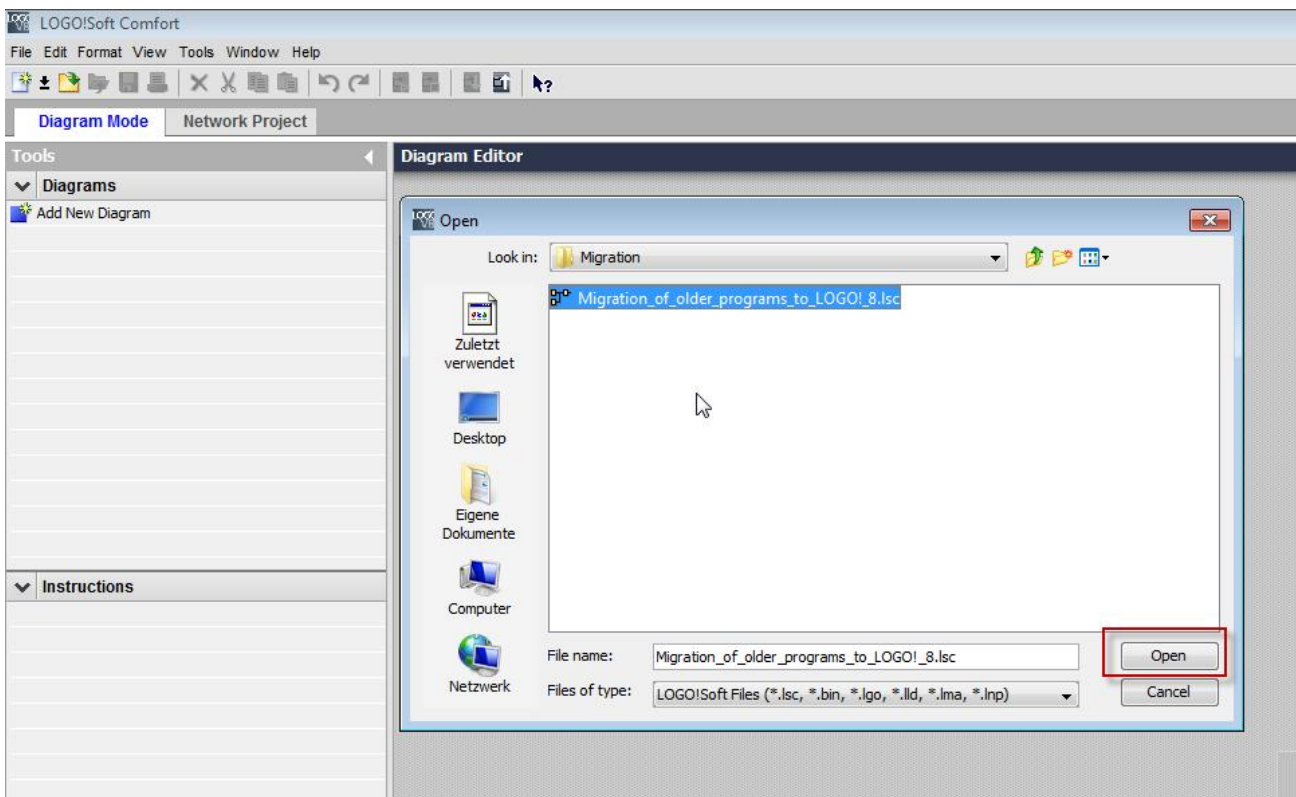 LOGO!Soft Comfort
File Edit Format View Tools Window Help
Diagram Mode Network Project
Tools Diagram Editor
Diagrams
Add New Diagram
Open
Look in: Migration
Migration_of_older_programs_to_LOGO!_8.lsc
Zuletzt
verwendet
Desktop
Eigene
Dokumente
Computer
Netzwerk
File name: Migration_of_older_programs_to_LOGO!_8.lsc Open
Files of type: LOGO!Soft Files (*.lsc, *.bin, *.lgo, *.lld, *.lma, *.lnp) Cancel
Instructions